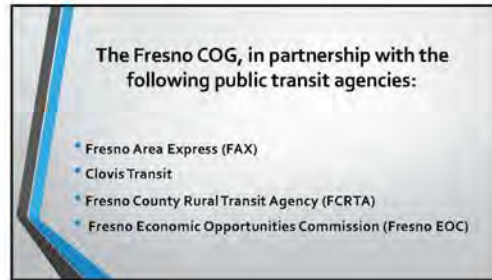 The Fresno COG, in partnership with the
following public transit agencies:
• Fresno Area Express (FAX)
• Clovis Transit
• Fresno County Rural Transit Agency (FCRTA)
• Fresno Economic Opportunities Commission (Fresno EOC)